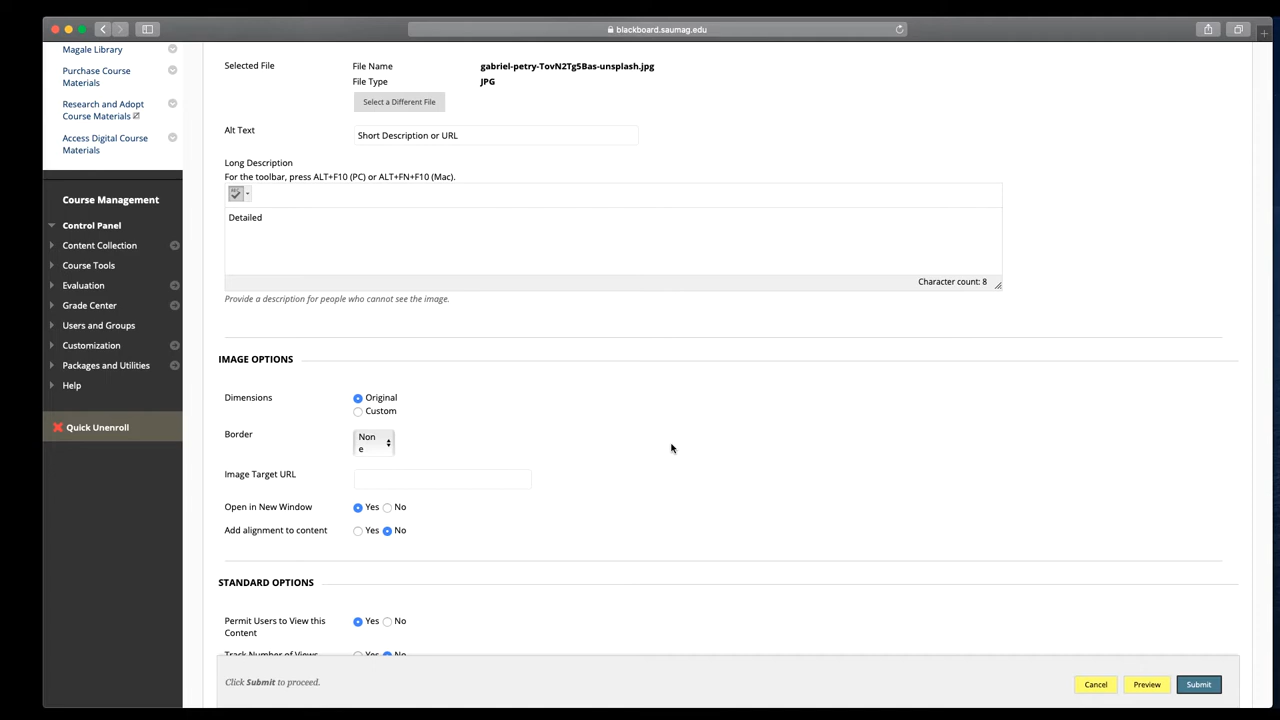 blackboard.saumag.edu
Magale Library
Purchase Course
Materials
Research and Adopt
Course Materials
Access Digital Course
Materials
Course Management
Control Panel
Content Collection
Course Tools
Evaluation
Grade Center
Users and Groups
Customization
Packages and Utilities
Help
Quick Unenroll
Selected File
File Name
gabriel-petry-TovN2Tg5Bas-unsplash.jpg
File Type
JPG
Select a Different File
Alt Text
Short Description or URL
Long Description
For the toolbar, press ALT+F10 (PC) or ALT+FN+F10 (Mac).
Detailed
Character count: 8
Provide a description for people who cannot see the image.
IMAGE OPTIONS
Dimensions
Original
Custom
Border
Non
e
Image Target URL
Open in New Window
Yes No
Add alignment to content
Yes No
STANDARD OPTIONS
Permit Users to View this
Content
Yes No
Track Number of Views
Yes No
Click Submit to proceed.
Cancel
Preview
Submit